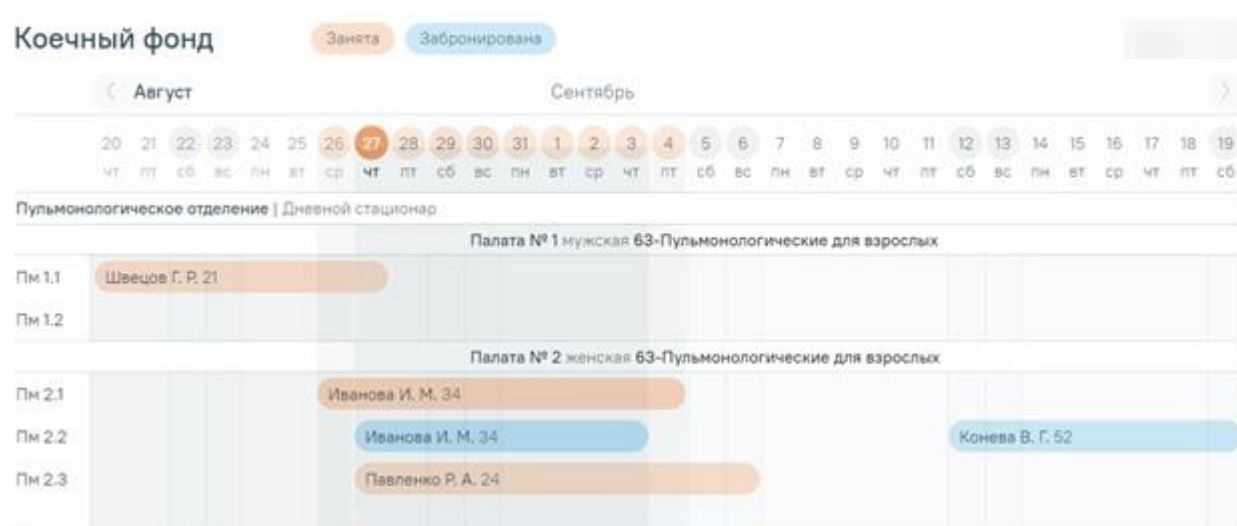 Коечный фонд Занята Забронирована
Август Сентябрь
20 21 22 23 24 25 26 27 28 29 30 31 1 2 3 4 5 6 7 8 9 10 11 12 13 14 15 16 17 18 19
чт пт сб вс пн вт ср чт пт сб вс пн вт ср чт пт сб вс пн вт ср чт пт сб вс пн вт ср чт пт сб
Пульмонологическое отделение | Дневной стационар
Палата № 1 мужская 63-Пульмонологические для взрослых
Пм 1.1 Швецов Г. Р. 21
Пм 1.2
Палата № 2 женская 63-Пульмонологические для взрослых
Пм 2.1 Иванова И. М. 34
Пм 2.2 Иванова И. М. 34 Конева В. Г. 52
Пм 2.3 Павленко Р. А. 24